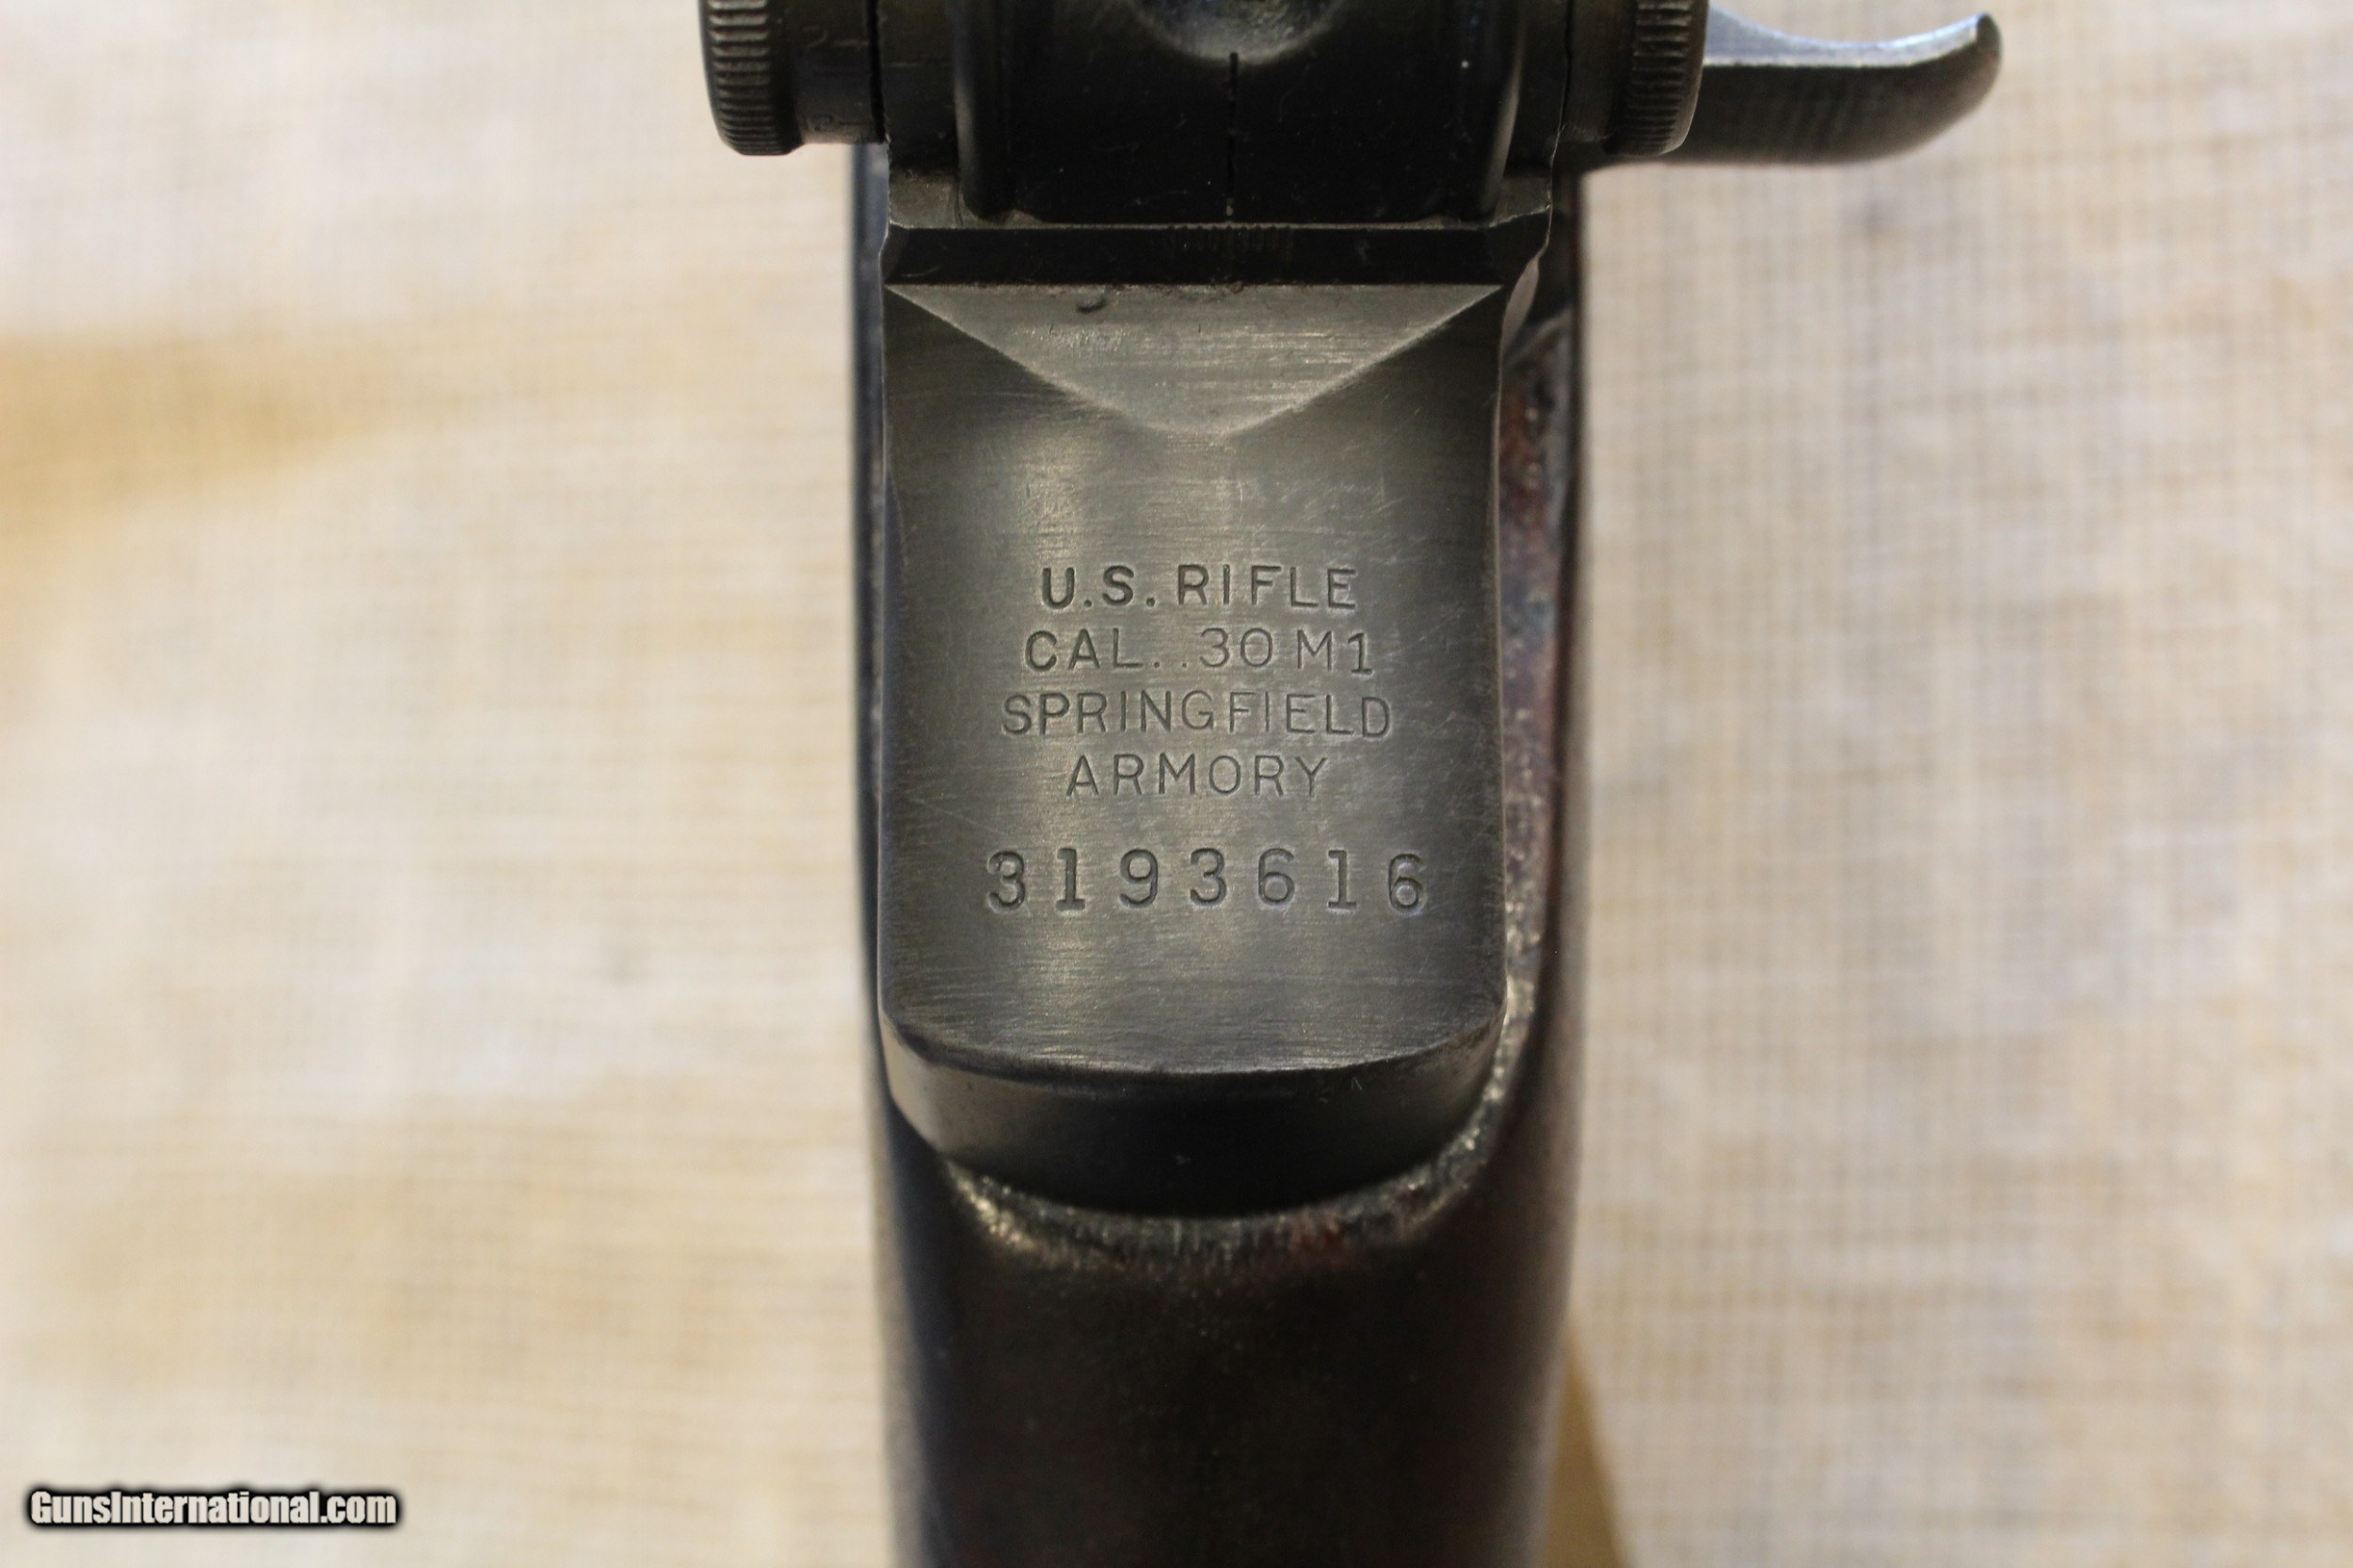 U.S. RIFLE
CAL. .30 M1
SPRINGFIELD
ARMORY
3193616
GunsInternational.com